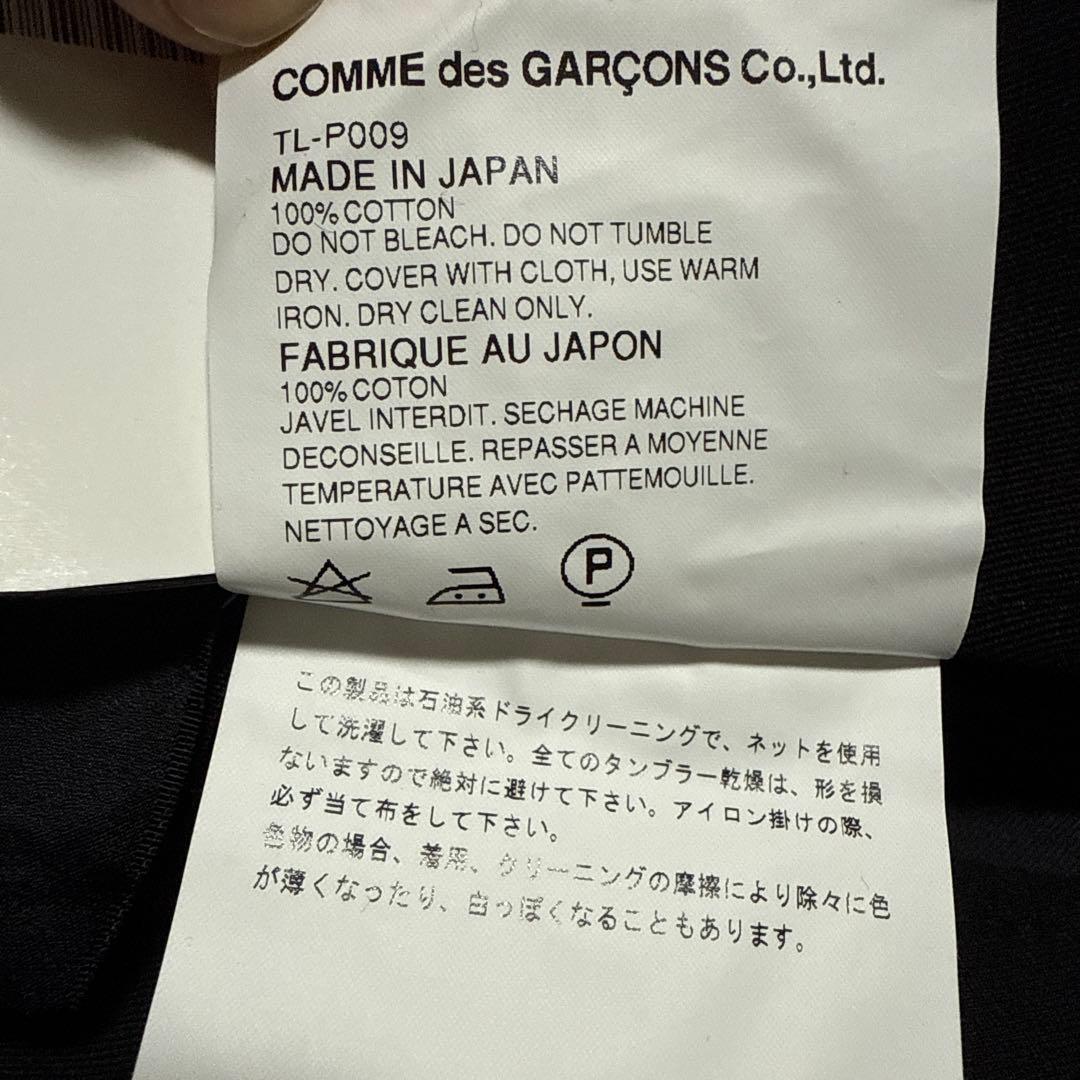 COMME des GARÇONS Co.,Ltd.
TL-P009
MADE IN JAPAN
100% COTTON
DO NOT BLEACH. DO NOT TUMBLE
DRY. COVER WITH CLOTH, USE WARM
IRON. DRY CLEAN ONLY.
FABRIQUE AU JAPON
100% COTON
JAVEL INTERDIT. SECHAGE MACHINE
DECONSEILLE. REPASSER A MOYENNE
TEMPERATURE AVEC PATTEMOUILLE.
NETTOYAGE A SEC.
P
この製品は石油系ドライクリーニングで、ネットを使用
して洗濯して下さい。全てのタンブラー乾燥は、形を損
ないますので絶対に避けて下さい。アイロン掛けの際、
必ず当て布をして下さい。
色物の場合、着用、クリーニングの摩擦により除々に色
が薄くなったり、白っぽくなることもあります。